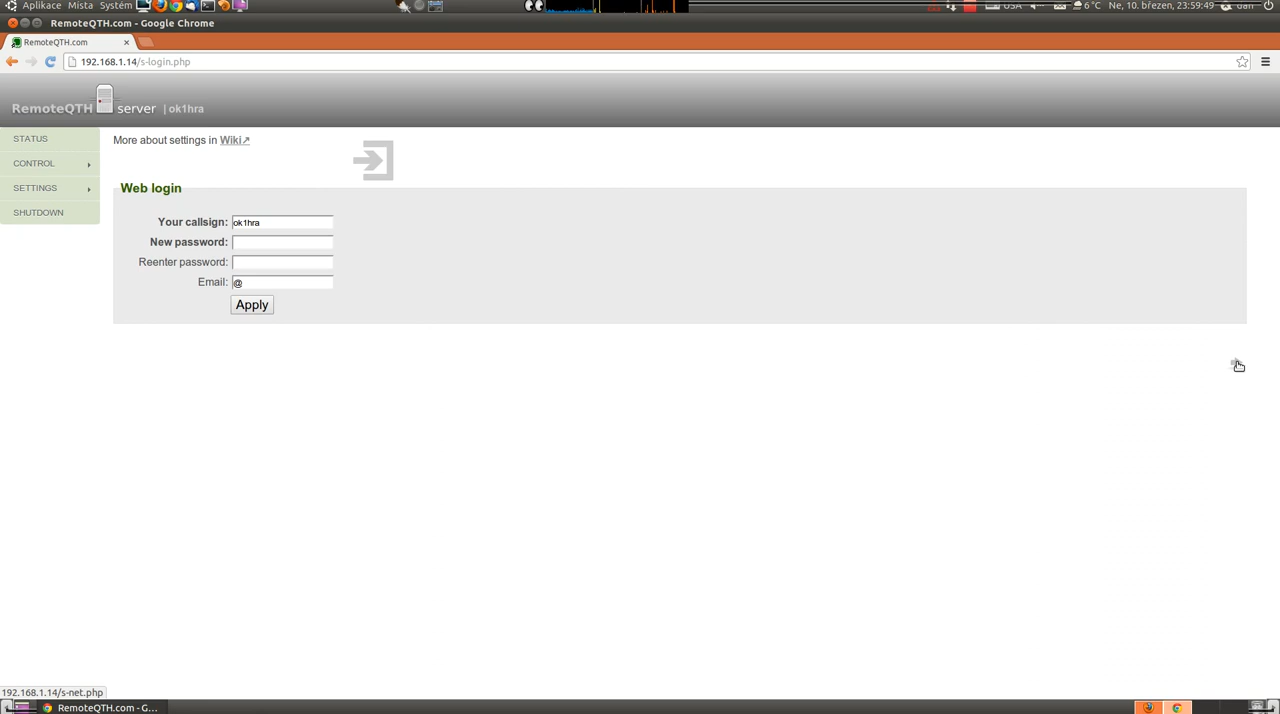 Aplikace Místa Systém
USA
6 °C
Ne, 10. březen, 23:59:49
dan
RemoteQTH.com - Google Chrome
RemoteQTH.com
192.168.1.14/s-login.php
RemoteQTH server | ok1hra
STATUS
CONTROL
SETTINGS
SHUTDOWN
More about settings in Wiki↗
Web login
Your callsign: ok1hra
New password:
Reenter password:
Email: @
Apply
192.168.1.14/s-net.php
RemoteQTH.com - G...